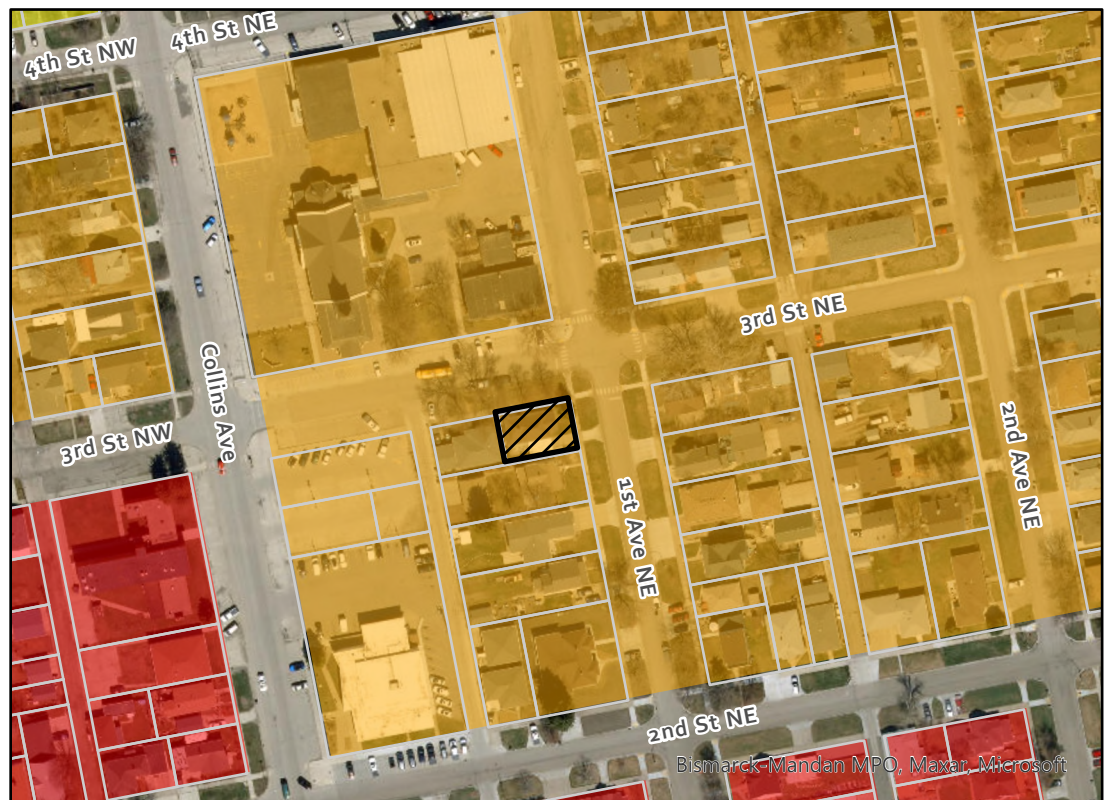 4th St NE
4th St NW
3rd St NE
Collins Ave
3rd St NW
2nd Ave NE
1st Ave NE
2nd St NE
Bismarck-Mandan MPO, Maxar, Microsoft